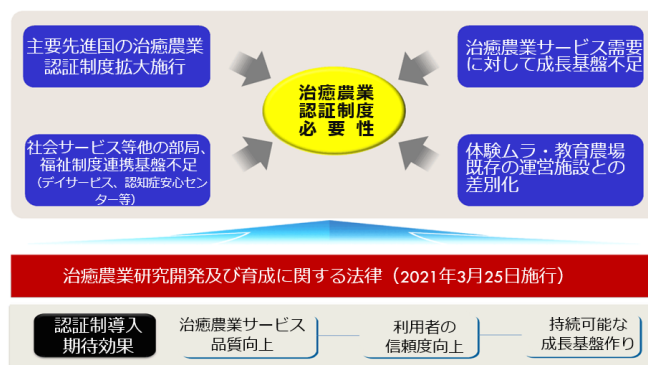 主要先進国の治癒農業
認証制度拡大施行
治癒農業サービス需要
に対して成長基盤不足
治癒農業
認証制度
必要性
社会サービス等他の部局、
福祉制度連携基盤不足
（デイサービス、認知症安心セン
ター等）
体験ムラ・教育農場
既存の運営施設との
差別化
治癒農業研究開発及び育成に関する法律（2021年3月25日施行）
認証制導入
期待効果
治癒農業サービス
品質向上
利用者の
信頼度向上
持続可能な
成長基盤作り